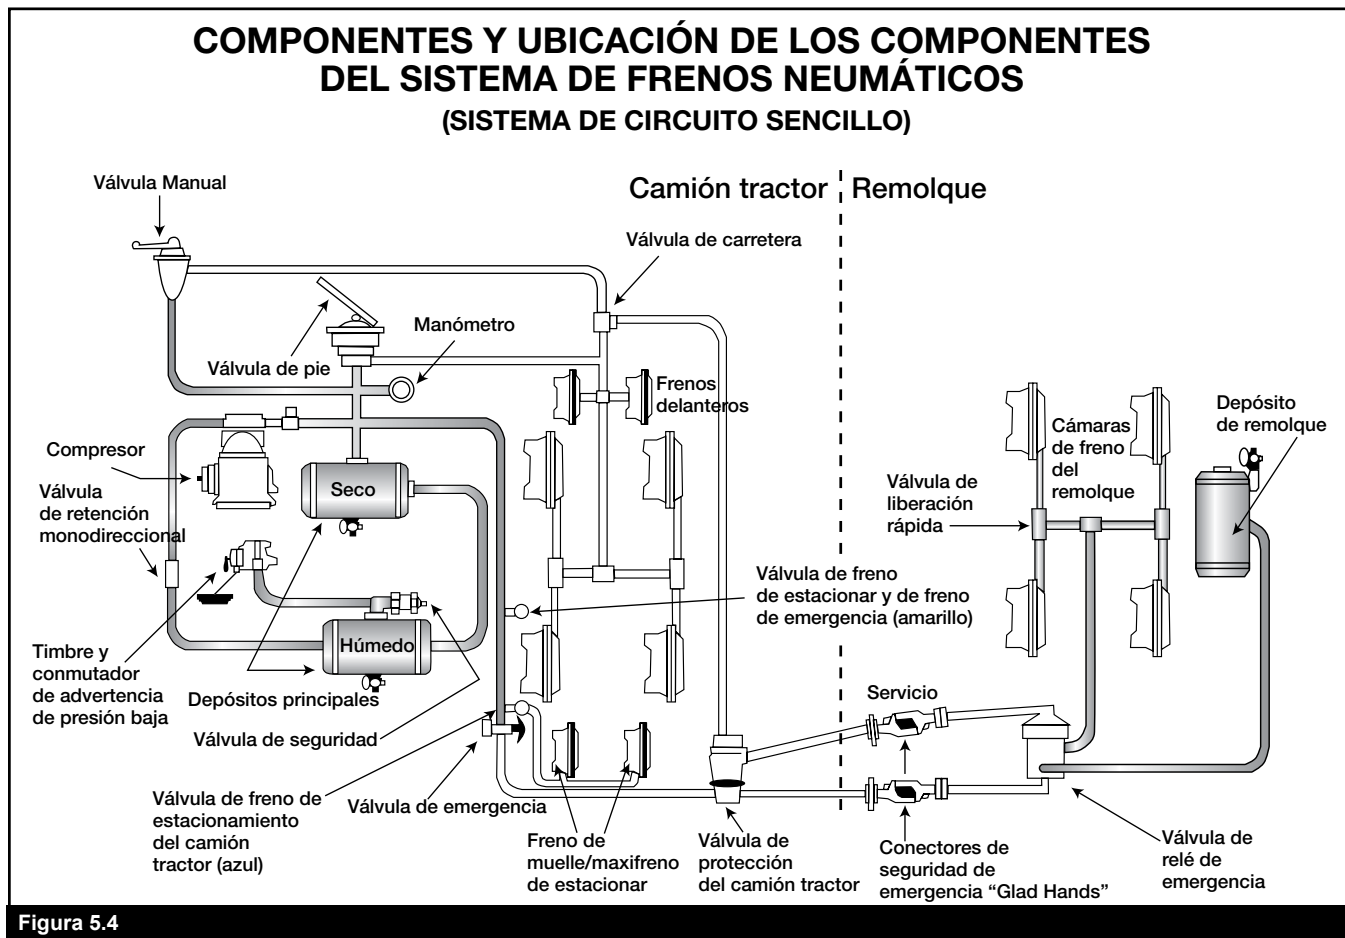 COMPONENTES Y UBICACIÓN DE LOS COMPONENTES
DEL SISTEMA DE FRENOS NEUMÁTICOS
(SISTEMA DE CIRCUITO SENCILLO)
Camión tractor
Remolque
Válvula Manual
Válvula de carretera
Manómetro
Válvula de pie
Frenos
delanteros
Compresor
Válvula
de retención
monodireccional
Seco
Cámaras
de freno
del
remolque
Depósito
de remolque
Válvula de
liberación
rápida
Válvula de freno
de estacionar y de freno
de emergencia (amarillo)
Húmedo
Timbre y
conmutador
de advertencia
de presión baja
Depósitos principales
Válvula de seguridad
Servicio
Válvula de freno de
estacionamiento
del camión
tractor (azul)
Válvula de emergencia
Freno de
muelle/maxifreno
de estacionar
Válvula de
protección
del camión tractor
Conectores de
seguridad de
emergencia “Glad Hands”
Válvula de
relé de
emergencia
Figura 5.4